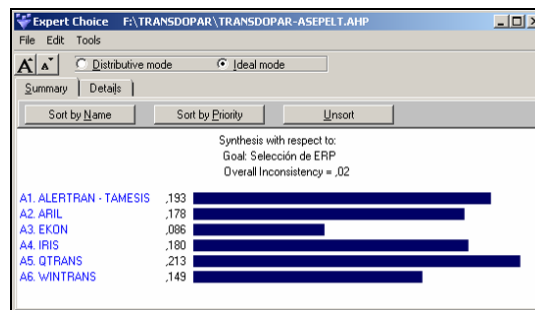 Expert Choice F:\TRANSDOPAR\TRANSDOPAR-ASEPELT.AHP
File Edit Tools
A A Distributive mode Ideal mode
Summary Details
Sort by Name Sort by Priority Unsort
Synthesis with respect to:
Goal: Selección de ERP
Overall Inconsistency = ,02
A1. ALERTRAN - TAMESIS ,193
A2. ARIL ,178
A3. EKON ,086
A4. IRIS ,180
A5. QTRANS ,213
A6. WINTRANS ,149